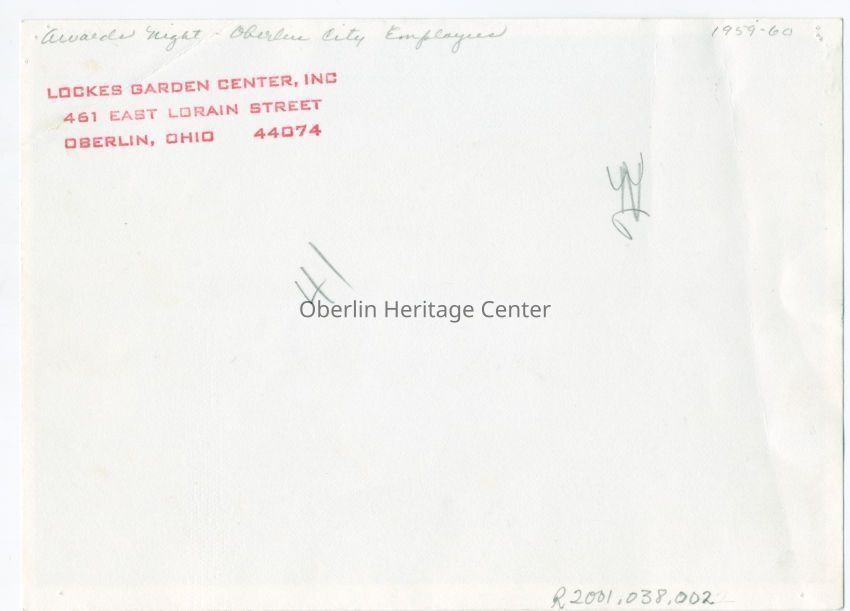 Awards Night - Oberlin City Employees 1959-60
LOCKES GARDEN CENTER, INC
461 EAST LORAIN STREET
OBERLIN, OHIO 44074
41
Oberlin Heritage Center
R2001.038.002